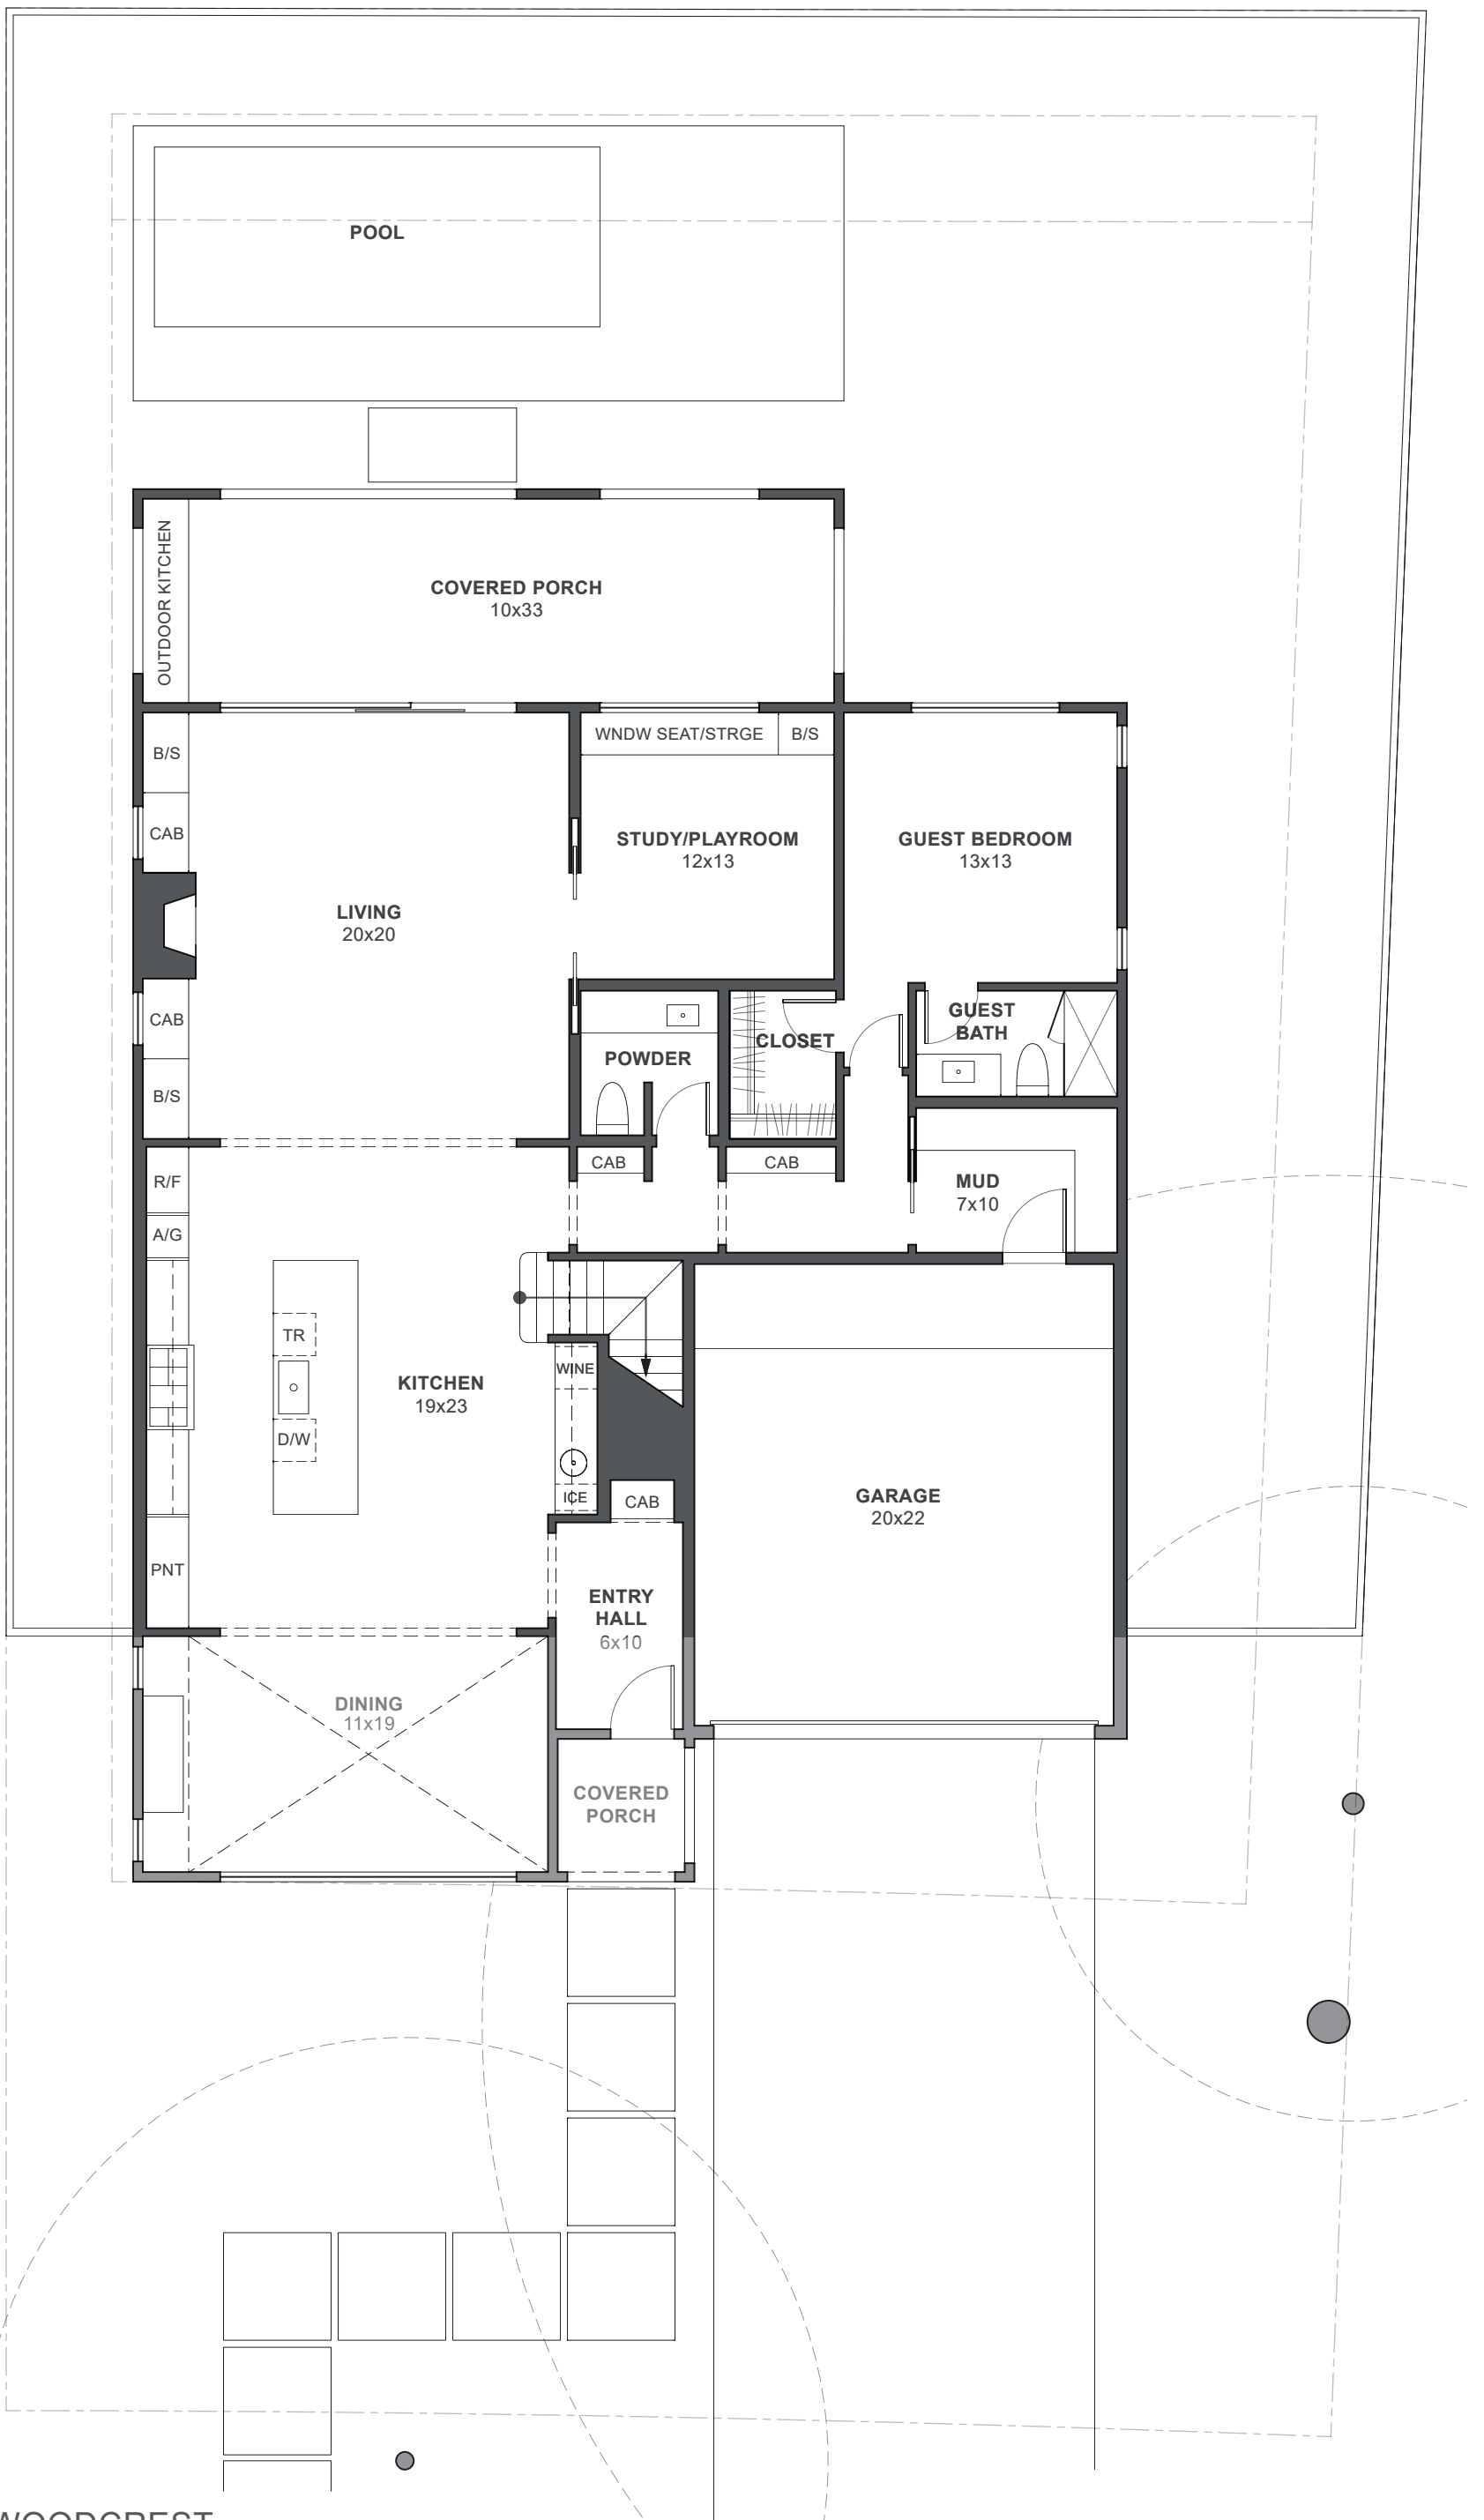 POOL
OUTDOOR KITCHEN
COVERED PORCH
10x33
B/S
WNDW SEAT/STRGE
B/S
CAB
STUDY/PLAYROOM
12x13
GUEST BEDROOM
13x13
LIVING
20x20
CAB
GUEST
BATH
CLOSET
POWDER
B/S
CAB
CAB
R/F
MUD
7x10
A/G
TR
WINE
KITCHEN
19x23
D/W
ICE
CAB
GARAGE
20x22
PNT
ENTRY
HALL
6x10
DINING
11x19
COVERED
PORCH
WOODCREST